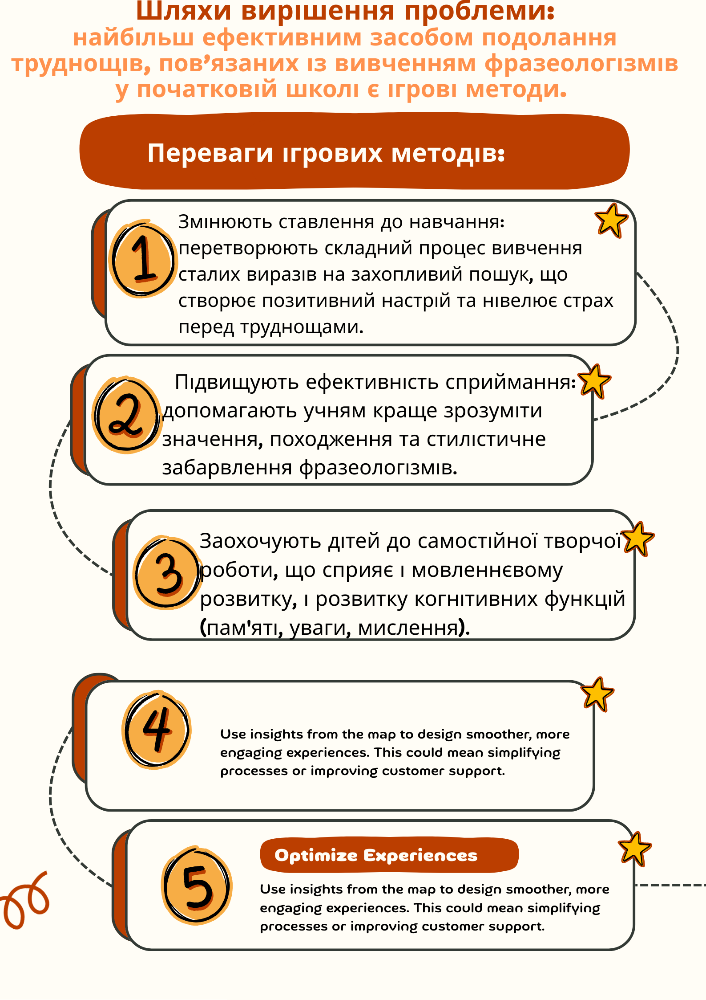 Шляхи вирішення проблеми:
найбільш ефективним засобом подолання
труднощів, пов’язаних із вивченням фразеологізмів
у початковій школі є ігрові методи.
Переваги ігрових методів:
1
Змінюють ставлення до навчання:
перетворюють складний процес вивчення
сталих виразів на захопливий пошук, що
створює позитивний настрій та нівелює страх
перед труднощами.
2
Підвищують ефективність сприймання:
допомагають учням краще зрозуміти
значення, походження та стилістичне
забарвлення фразеологізмів.
3
Заохочують дітей до самостійної творчої
роботи, що сприяє і мовленнєвому
розвитку, і розвитку когнітивних функцій
(пам'яті, уваги, мислення).
4
Use insights from the map to design smoother, more
engaging experiences. This could mean simplifying
processes or improving customer support.
5
Optimize Experiences
Use insights from the map to design smoother, more
engaging experiences. This could mean simplifying
processes or improving customer support.